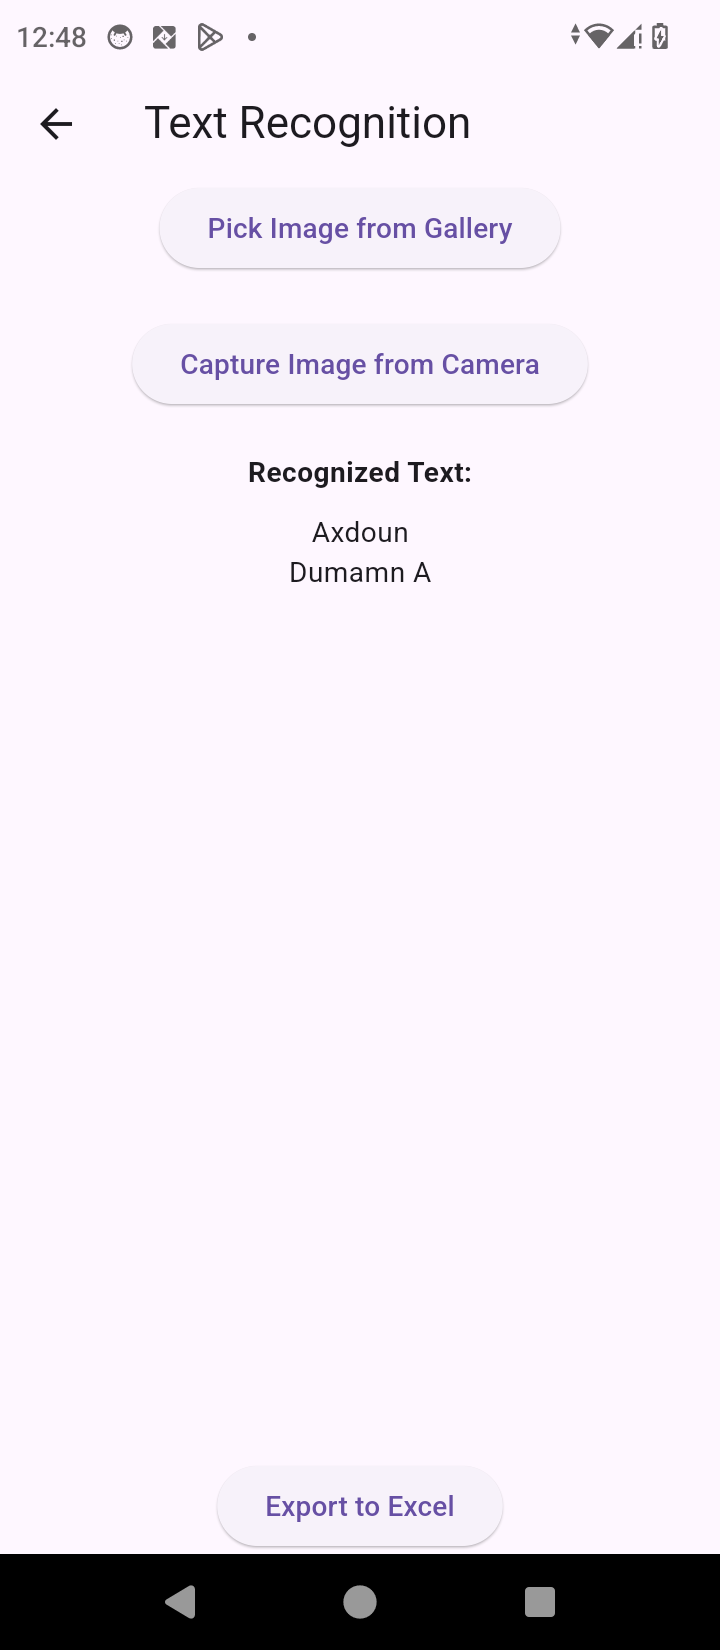 12:48
Text Recognition
Pick Image from Gallery
Capture Image from Camera
Recognized Text:
Axdoun
Dumamn A
Export to Excel